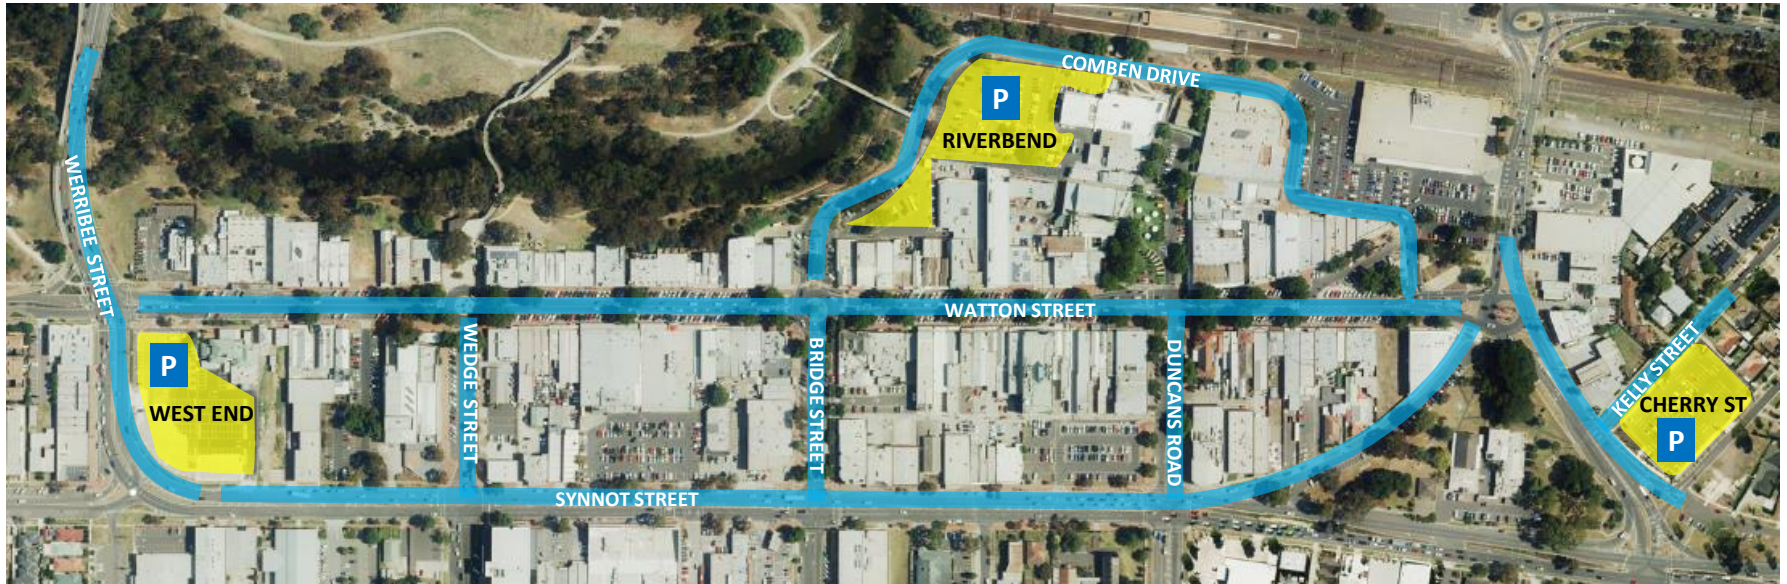 COMBEN DRIVE
P
RIVERBEND
WERRIBEE STREET
WATTON STREET
P
WEST END
WEDGE STREET
BRIDGE STREET
DUNCANS ROAD
KELLY STREET
CHERRY ST
P
SYNNOT STREET